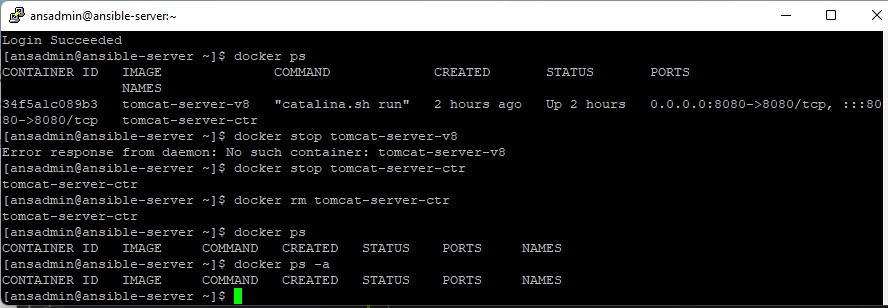 ansadmin@ansible-server:~
Login Succeeded
[ansadmin@ansible-server ~]$ docker ps
CONTAINER ID   IMAGE              COMMAND             CREATED       STATUS       PORTS
               NAMES
34f5a1c089b3   tomcat-server-v8   "catalina.sh run"   2 hours ago   Up 2 hours   0.0.0.0:8080->8080/tcp, :::80
80->8080/tcp   tomcat-server-ctr
[ansadmin@ansible-server ~]$ docker stop tomcat-server-v8
Error response from daemon: No such container: tomcat-server-v8
[ansadmin@ansible-server ~]$ docker stop tomcat-server-ctr
tomcat-server-ctr
[ansadmin@ansible-server ~]$ docker rm tomcat-server-ctr
tomcat-server-ctr
[ansadmin@ansible-server ~]$ docker ps
CONTAINER ID   IMAGE     COMMAND   CREATED   STATUS    PORTS     NAMES
[ansadmin@ansible-server ~]$ docker ps -a
CONTAINER ID   IMAGE     COMMAND   CREATED   STATUS    PORTS     NAMES
[ansadmin@ansible-server ~]$